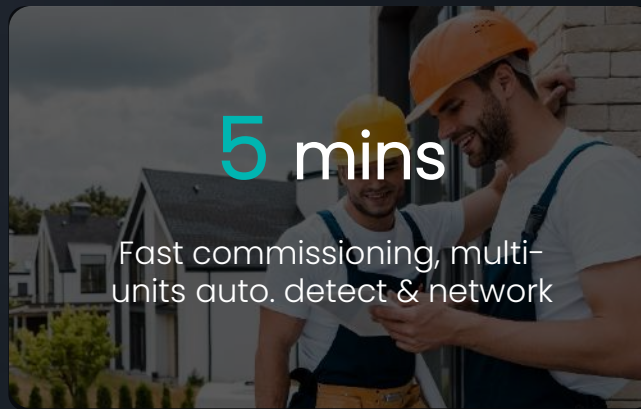 5 mins
Fast commissioning, multi-
units auto. detect & network